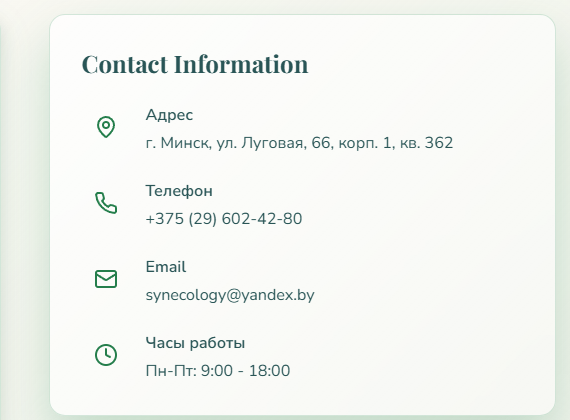 Contact Information
Адрес
г. Минск, ул. Луговая, 66, корп. 1, кв. 362
Телефон
+375 (29) 602-42-80
Email
synecology@yandex.by
Часы работы
Пн-Пт: 9:00 - 18:00